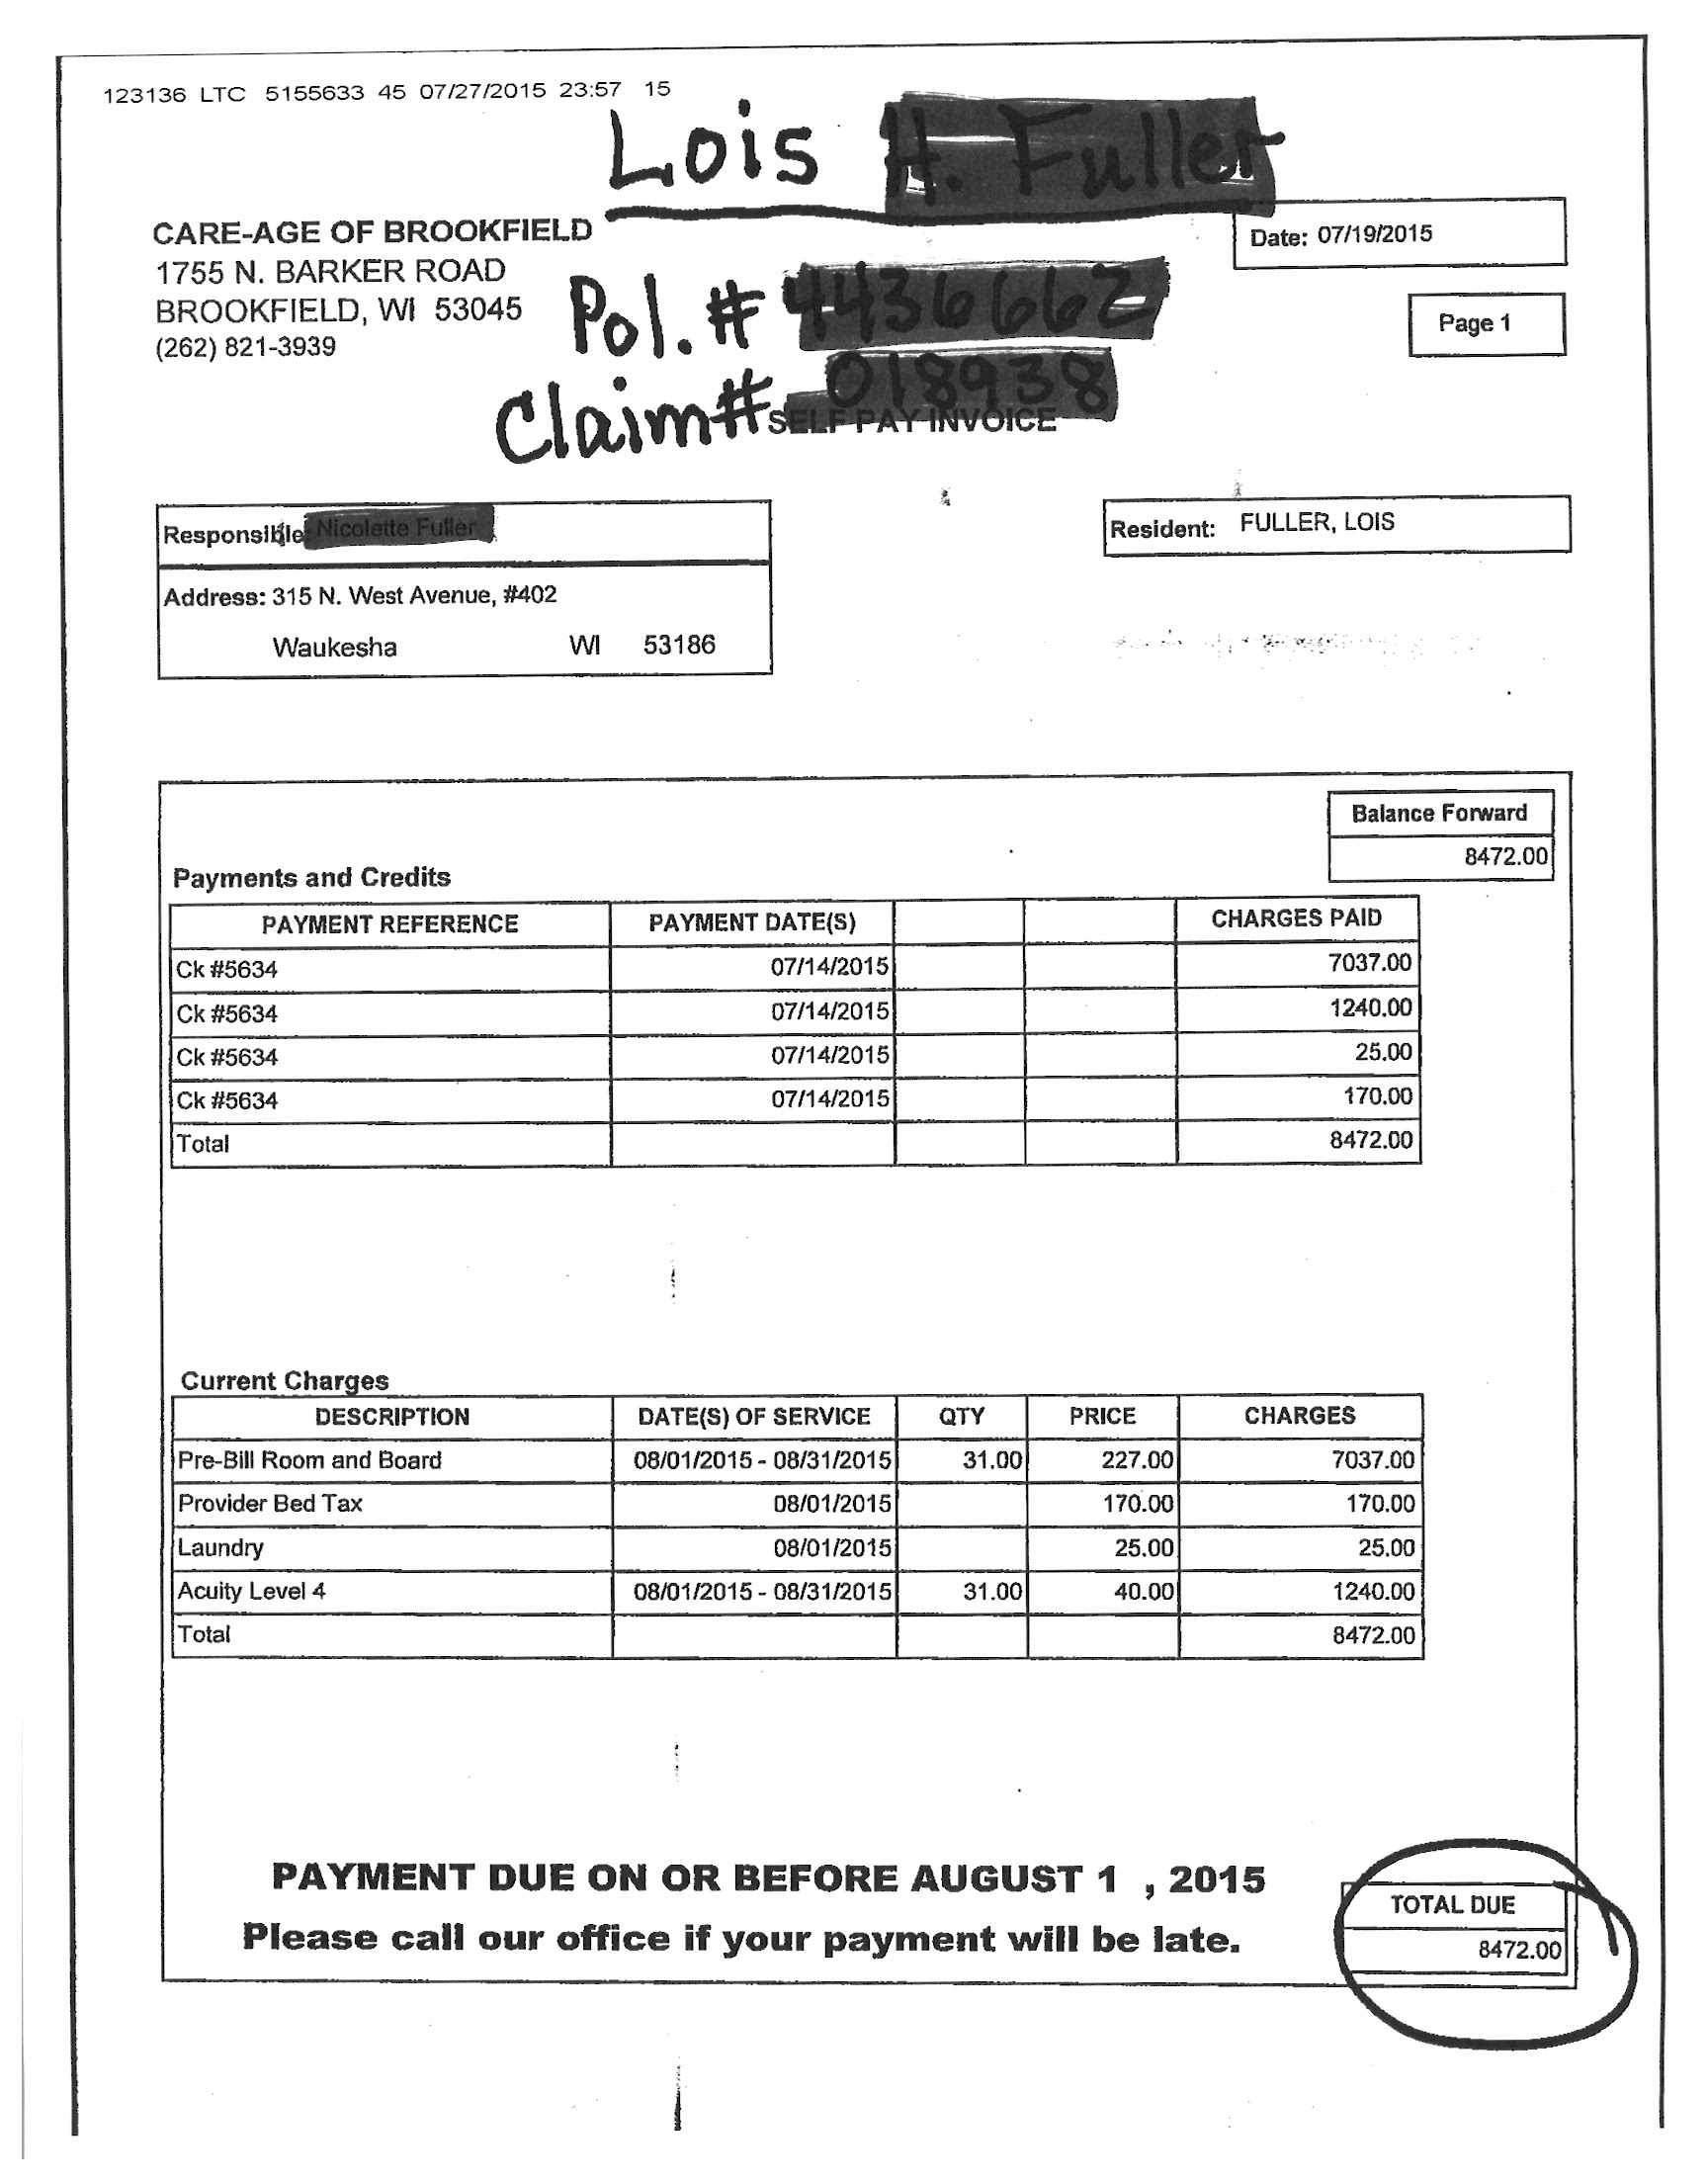 123136 LTC 5155633 45 07/27/2015 23:57 15
Lois
CARE-AGE OF BROOKFIELD
1755 N. BARKER ROAD
BROOKFIELD, WI 53045
(262) 821-3939
Date: 07/19/2015
Page 1
Pol. #
Claim#
SELF PAY INVOICE
Responsible:
Address: 315 N. West Avenue, #402
Waukesha WI 53186
Resident: FULLER, LOIS
Balance Forward
8472.00
Payments and Credits
PAYMENT REFERENCE PAYMENT DATE(S) CHARGES PAID
Ck #5634 07/14/2015 7037.00
Ck #5634 07/14/2015 1240.00
Ck #5634 07/14/2015 25.00
Ck #5634 07/14/2015 170.00
Total 8472.00
Current Charges
DESCRIPTION DATE(S) OF SERVICE QTY PRICE CHARGES
Pre-Bill Room and Board 08/01/2015 - 08/31/2015 31.00 227.00 7037.00
Provider Bed Tax 08/01/2015 170.00 170.00
Laundry 08/01/2015 25.00 25.00
Acuity Level 4 08/01/2015 - 08/31/2015 31.00 40.00 1240.00
Total 8472.00
PAYMENT DUE ON OR BEFORE AUGUST 1 , 2015
Please call our office if your payment will be late.
TOTAL DUE
8472.00